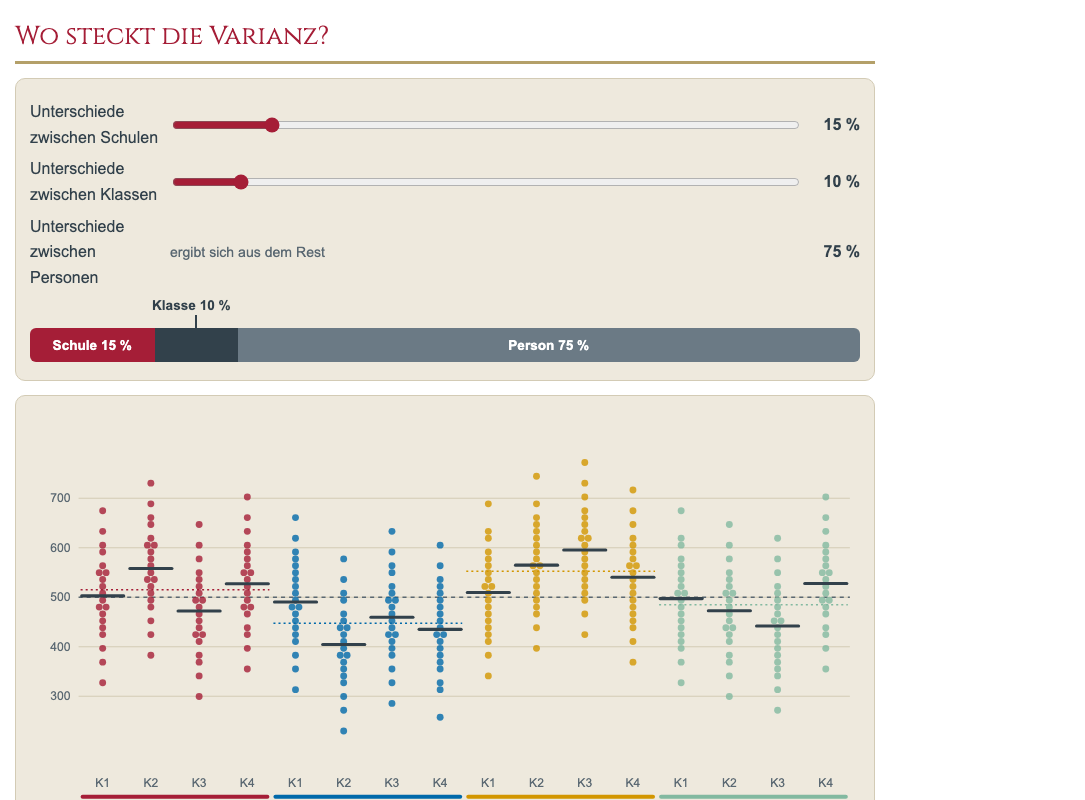 Wo steckt die Varianz?
Unterschiede
zwischen Schulen
15 %
Unterschiede
zwischen Klassen
10 %
Unterschiede
zwischen
Personen
ergibt sich aus dem Rest
75 %
Klasse 10 %
Schule 15 %
Person 75 %
700
600
500
400
300
K1 K2 K3 K4 K1 K2 K3 K4 K1 K2 K3 K4 K1 K2 K3 K4